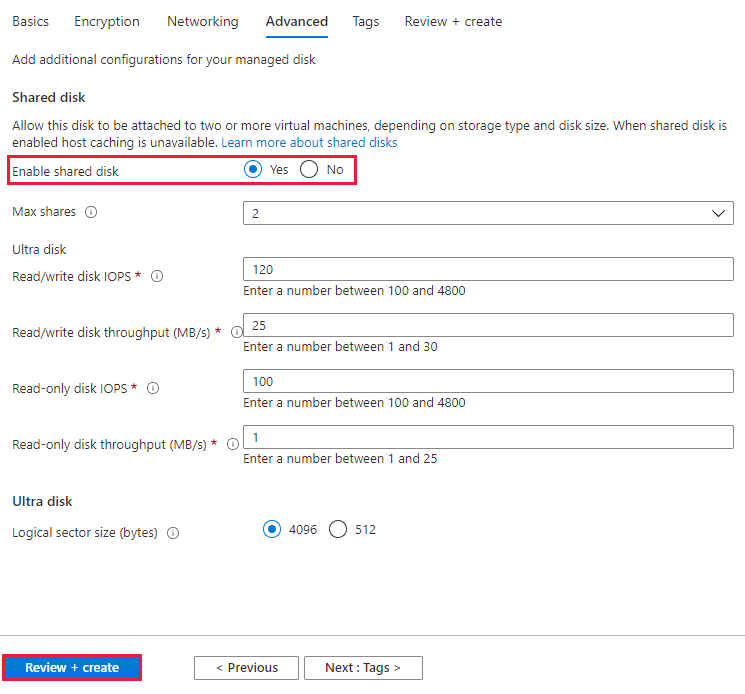 Basics Encryption Networking Advanced Tags Review + create
Add additional configurations for your managed disk
Shared disk
Allow this disk to be attached to two or more virtual machines, depending on storage type and disk size. When shared disk is
enabled host caching is unavailable. Learn more about shared disks
Enable shared disk Yes No
Max shares 2
Ultra disk
Read/write disk IOPS * 120
Enter a number between 100 and 4800
Read/write disk throughput (MB/s) * 25
Enter a number between 1 and 30
Read-only disk IOPS * 100
Enter a number between 100 and 4800
Read-only disk throughput (MB/s) * 1
Enter a number between 1 and 25
Ultra disk
Logical sector size (bytes) 4096 512
Review + create < Previous Next : Tags >